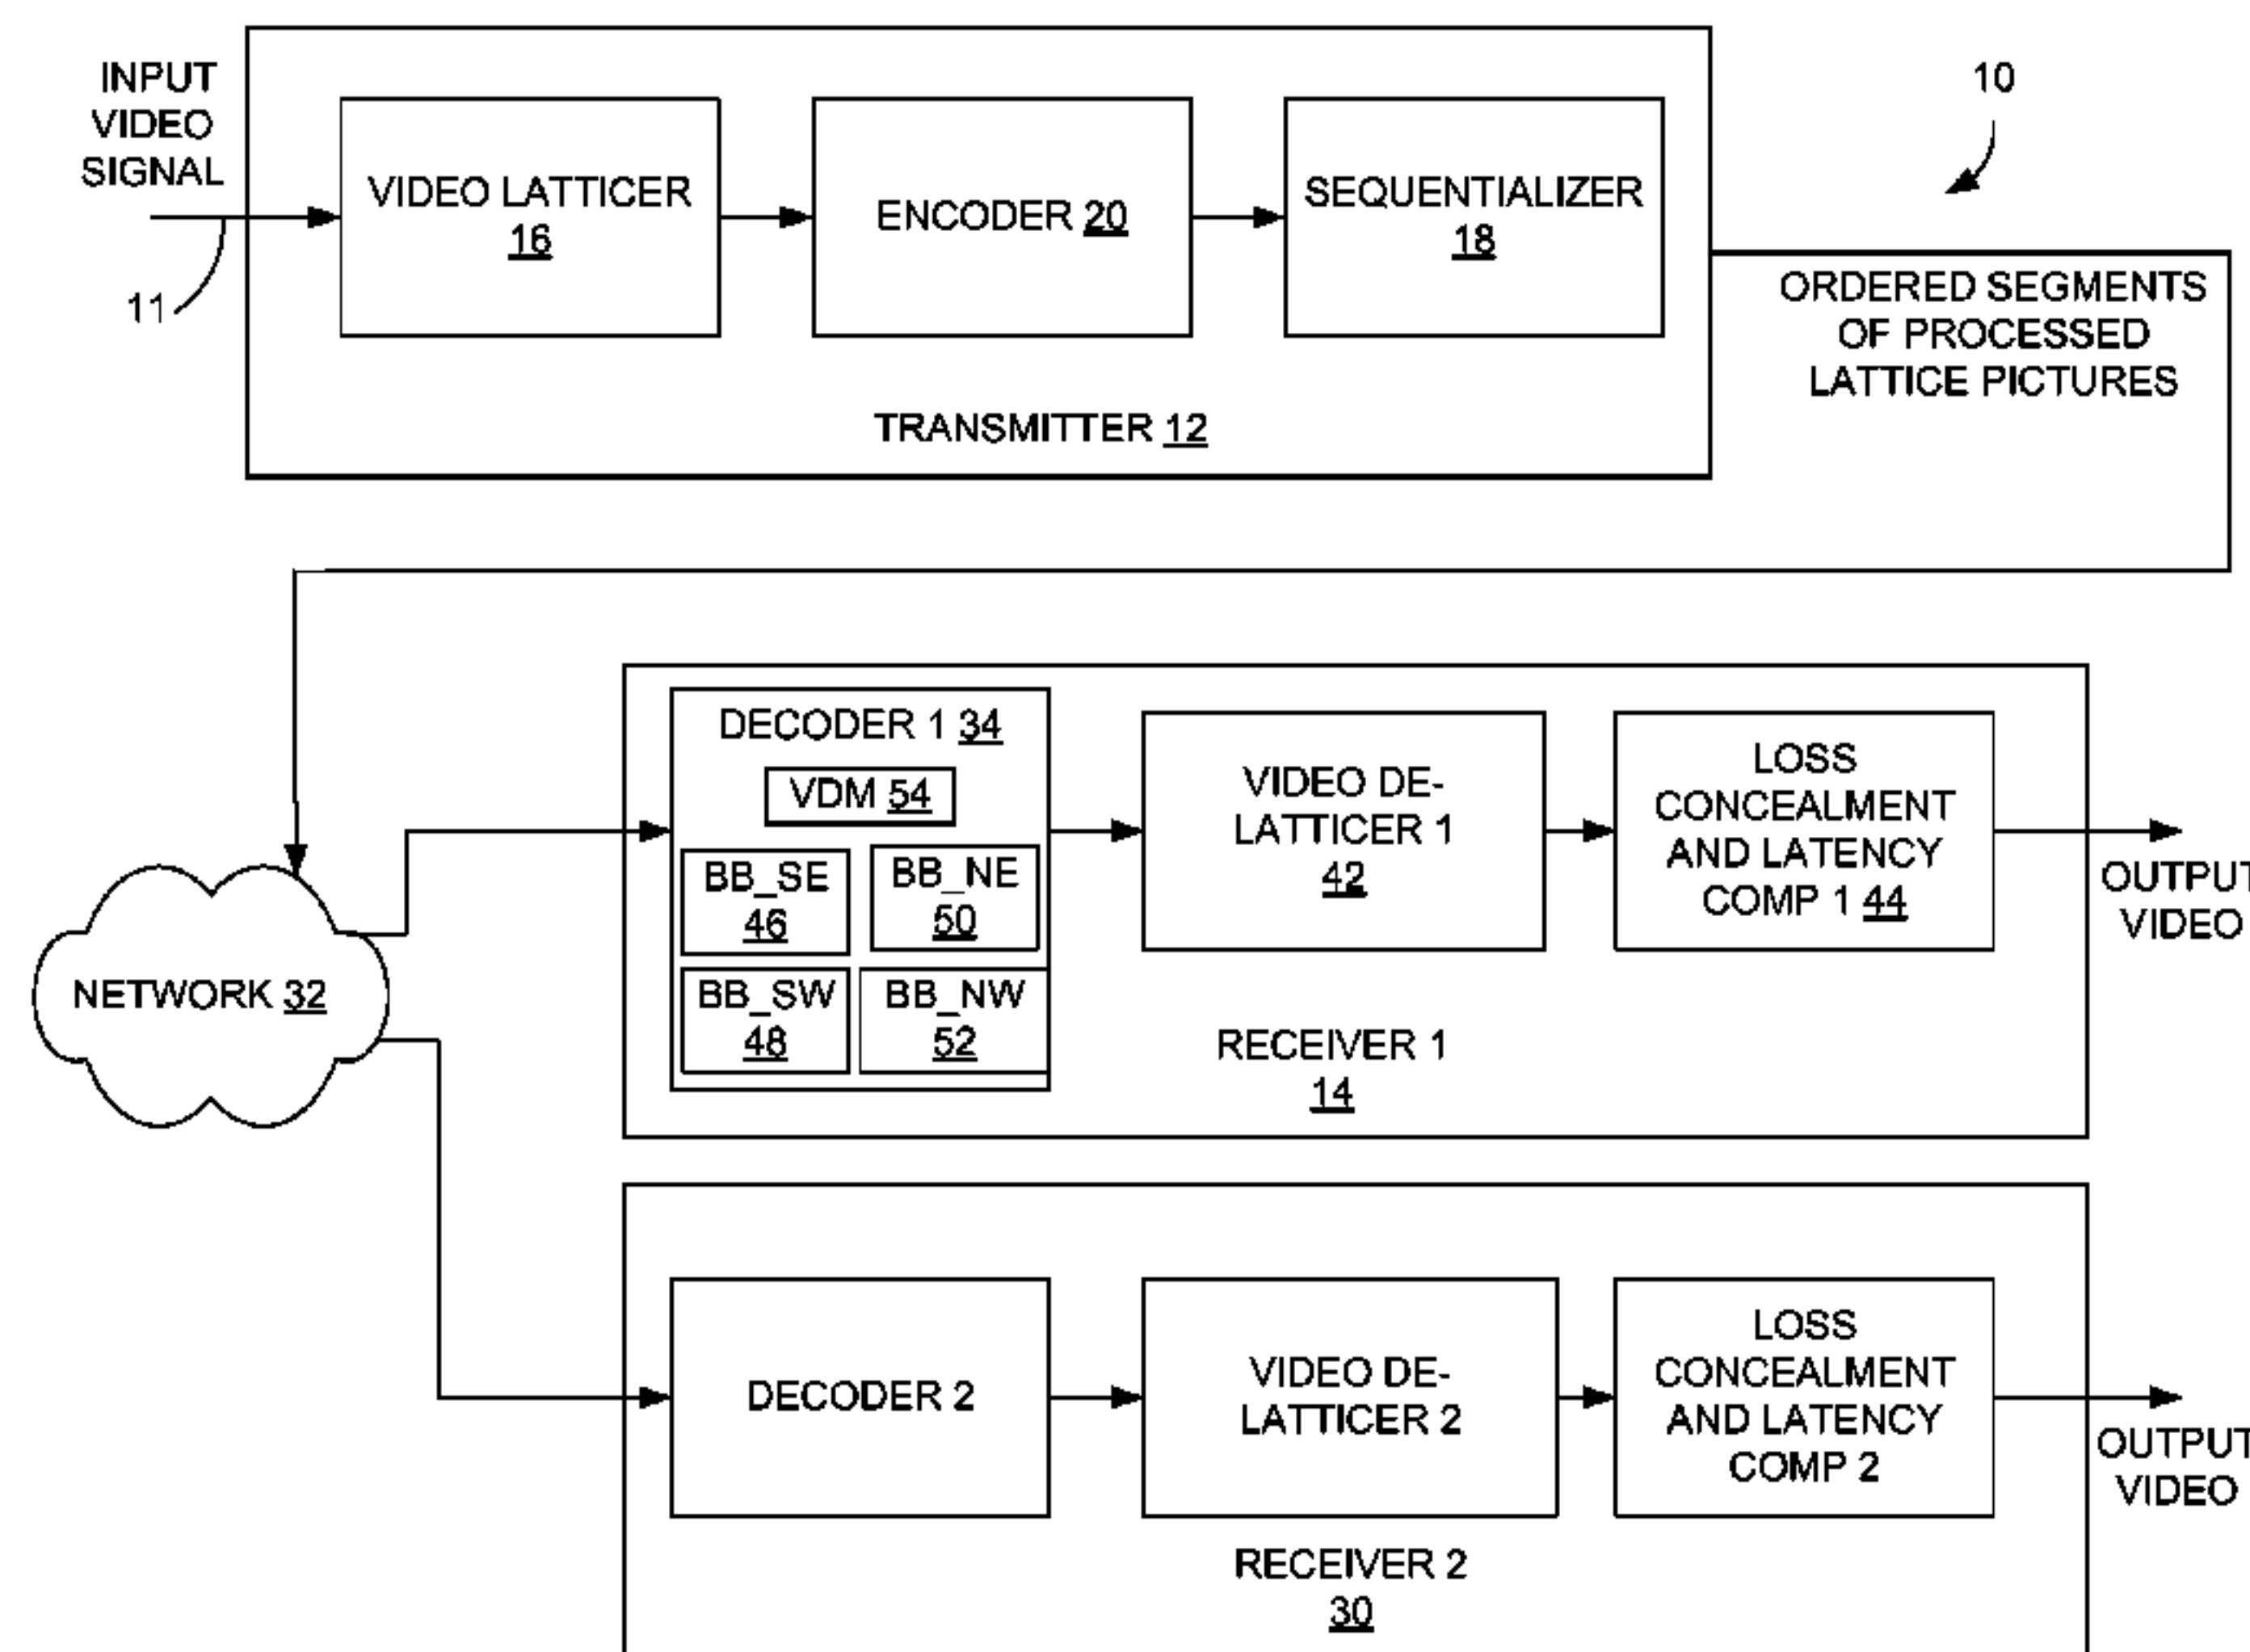 INPUT
VIDEO
SIGNAL
11
VIDEO LATTICER
16
ENCODER 20
SEQUENTIALIZER
18
TRANSMITTER 12
10
ORDERED SEGMENTS
OF PROCESSED
LATTICE PICTURES
NETWORK 32
DECODER 1 34
VDM 54
BB_SE
46
BB_NE
50
BB_SW
48
BB_NW
52
VIDEO DE-
LATTICER 1
42
LOSS
CONCEALMENT
AND LATENCY
COMP 1 44
RECEIVER 1
14
OUTPUT
VIDEO
DECODER 2
VIDEO DE-
LATTICER 2
LOSS
CONCEALMENT
AND LATENCY
COMP 2
RECEIVER 2
30
OUTPUT
VIDEO